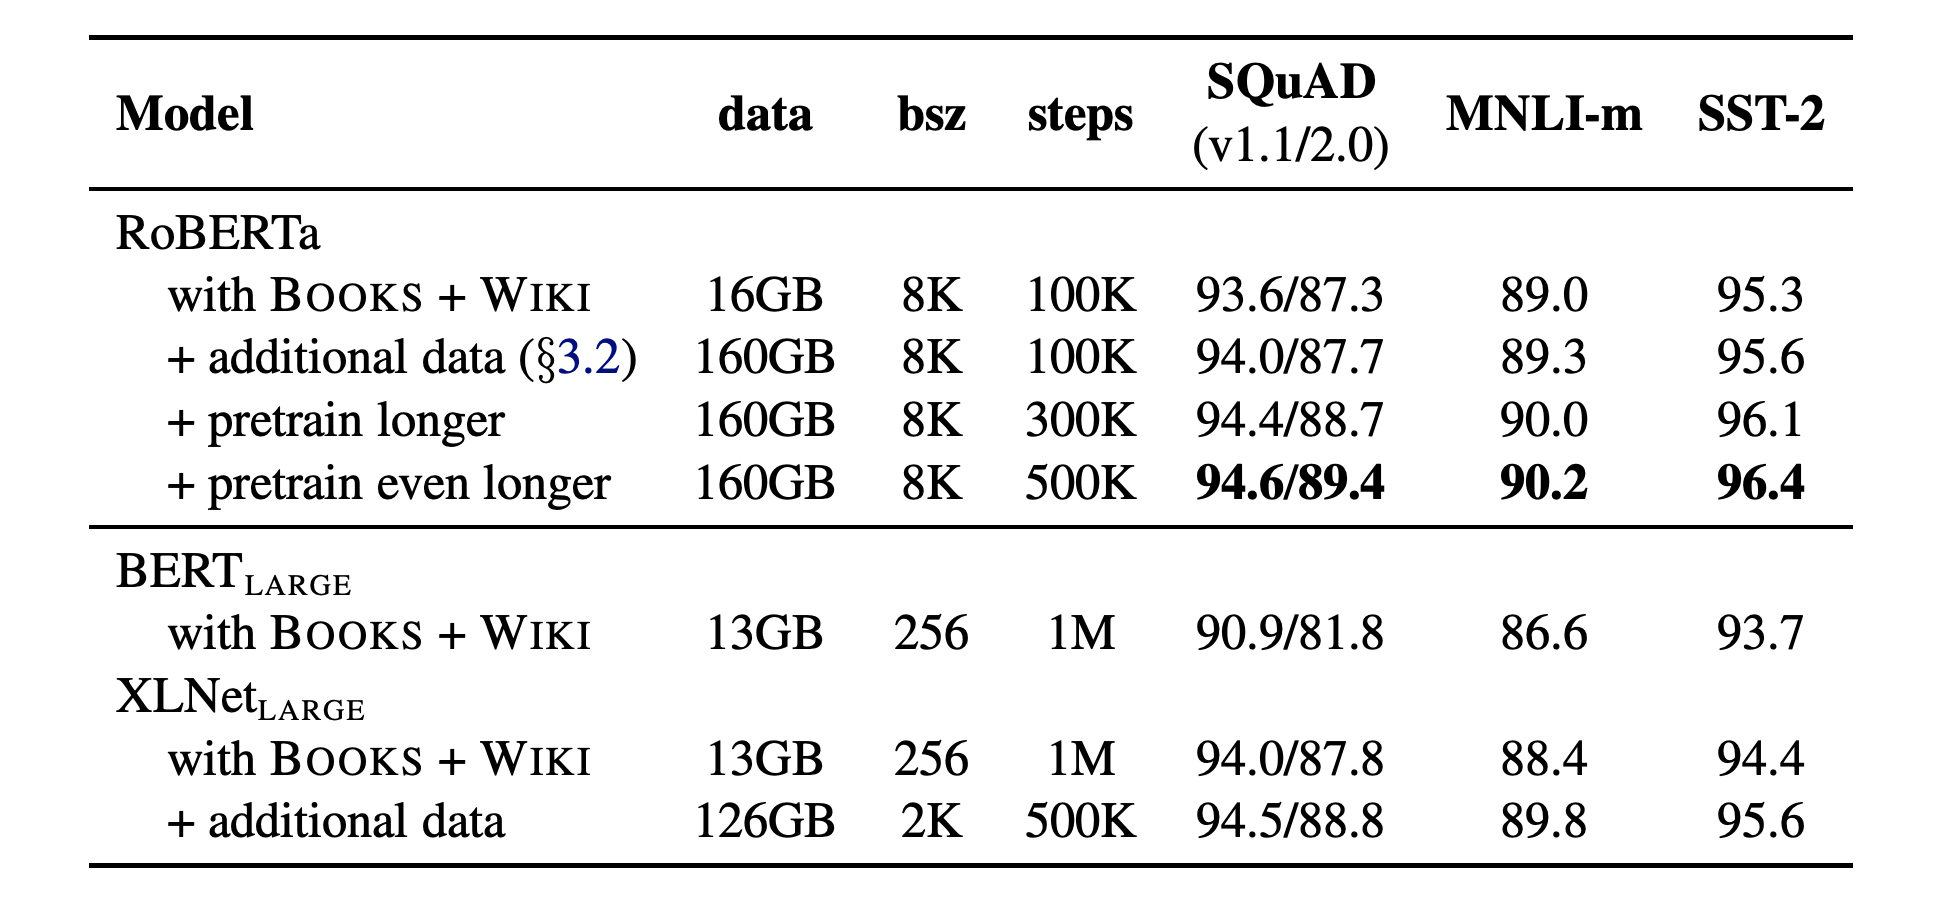 Model data bsz steps SQuAD (v1.1/2.0) MNLI-m SST-2
RoBERTa
with BOOKS + WIKI 16GB 8K 100K 93.6/87.3 89.0 95.3
+ additional data (§3.2) 160GB 8K 100K 94.0/87.7 89.3 95.6
+ pretrain longer 160GB 8K 300K 94.4/88.7 90.0 96.1
+ pretrain even longer 160GB 8K 500K 94.6/89.4 90.2 96.4
BERTLARGE
with BOOKS + WIKI 13GB 256 1M 90.9/81.8 86.6 93.7
XLNetLARGE
with BOOKS + WIKI 13GB 256 1M 94.0/87.8 88.4 94.4
+ additional data 126GB 2K 500K 94.5/88.8 89.8 95.6